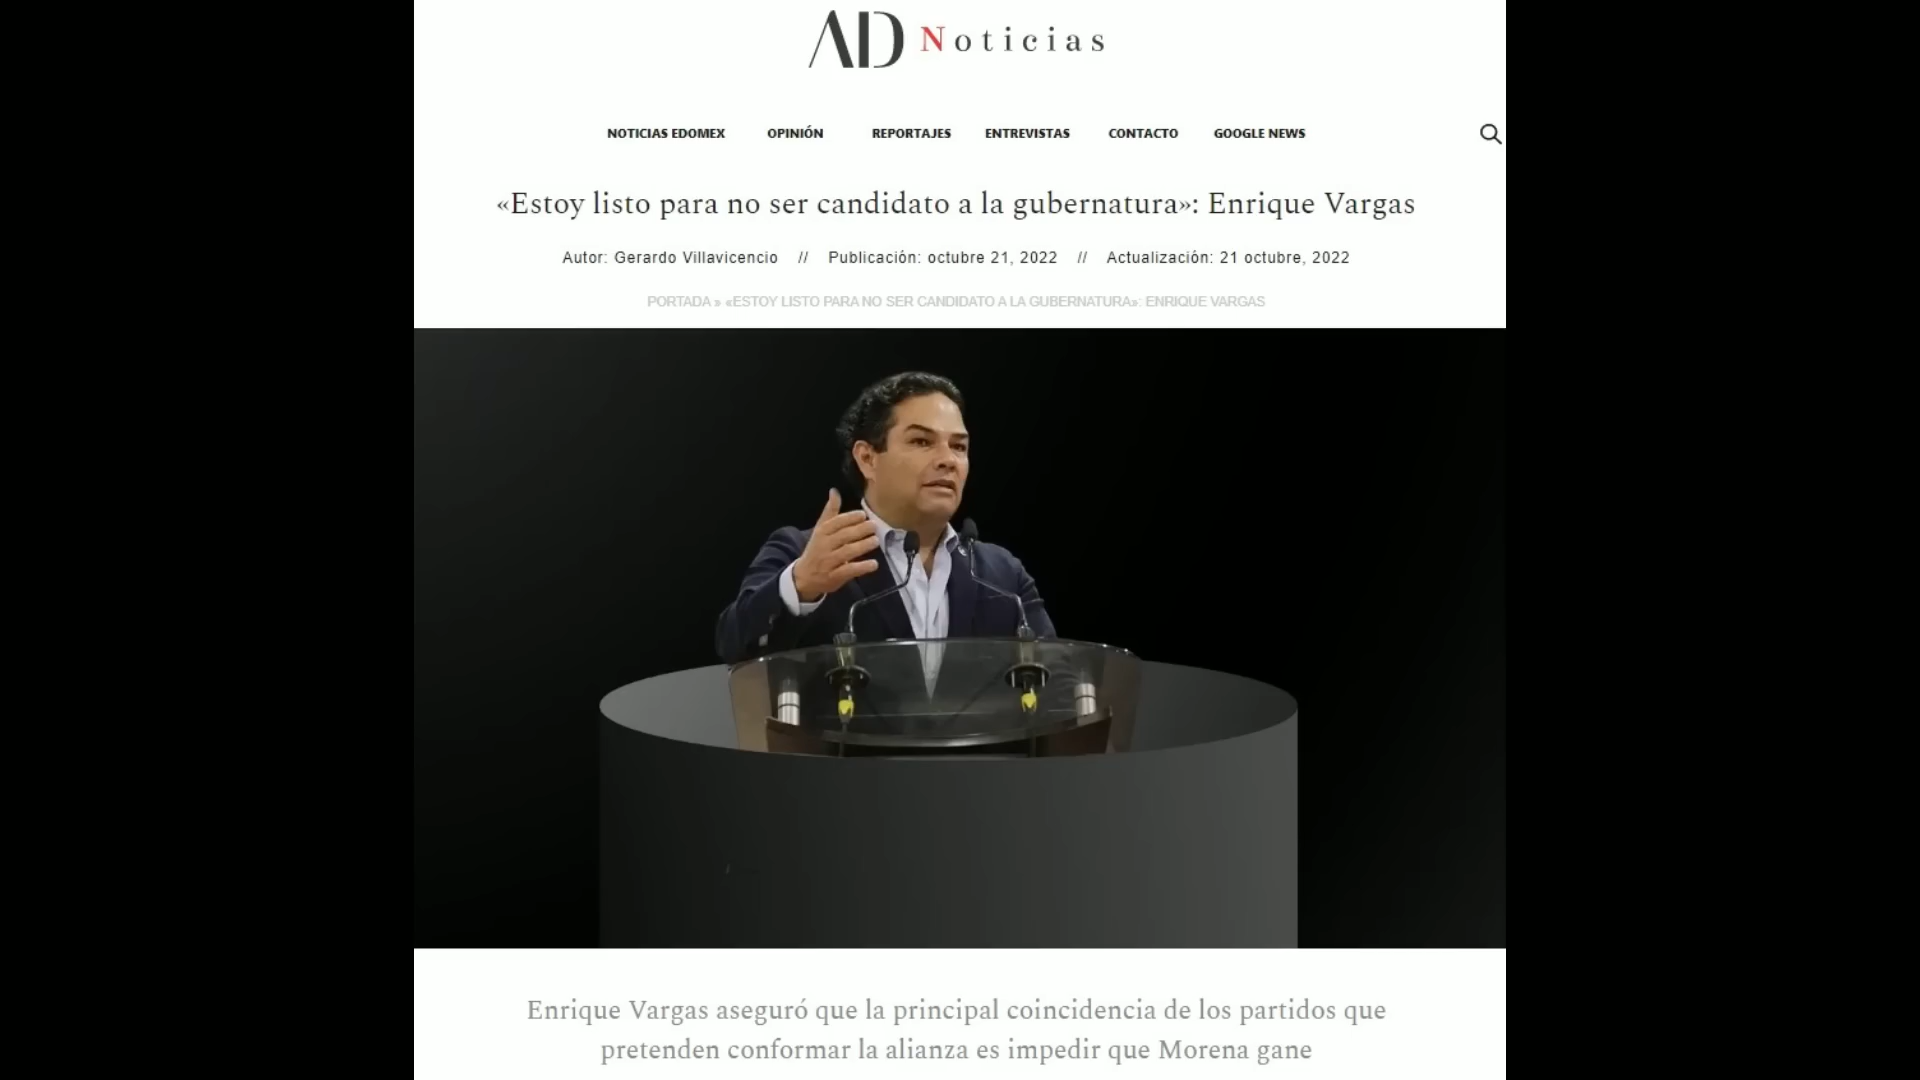 AD Noticias
NOTICIAS EDOMEX OPINIÓN REPORTAJES ENTREVISTAS CONTACTO GOOGLE NEWS
«Estoy listo para no ser candidato a la gubernatura»: Enrique Vargas
Autor: Gerardo Villavicencio // Publicación: octubre 21, 2022 // Actualización: 21 octubre, 2022
PORTADA » «ESTOY LISTO PARA NO SER CANDIDATO A LA GUBERNATURA»: ENRIQUE VARGAS
Enrique Vargas aseguró que la principal coincidencia de los partidos que
pretenden conformar la alianza es impedir que Morena gane